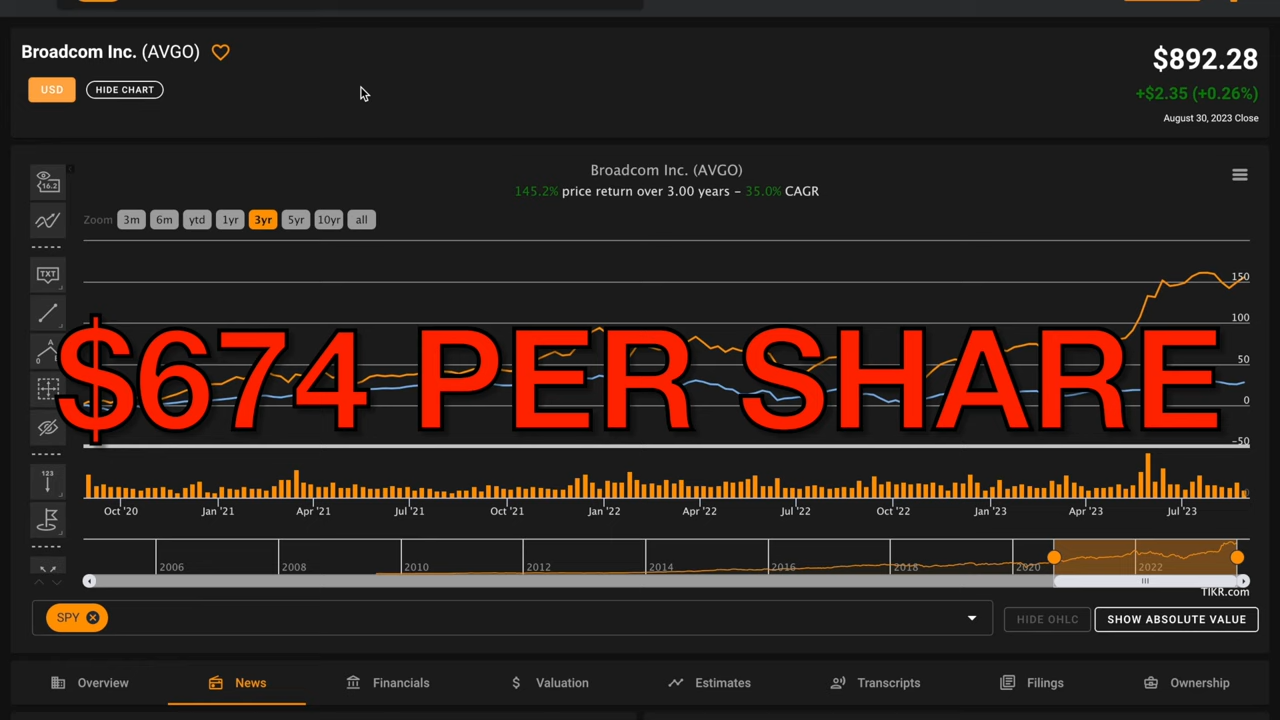 Broadcom Inc. (AVGO)
$892.28
USD
HIDE CHART
+$2.35 (+0.26%)
August 30, 2023 Close
Broadcom Inc. (AVGO)
145.2% price return over 3.00 years – 35.0% CAGR
16.2
Zoom 3m 6m ytd 1yr 3yr 5yr 10yr all
TXT
150
100
50
0
-50
$674 PER SHARE
123
0
Oct '20 Jan '21 Apr '21 Jul '21 Oct '21 Jan '22 Apr '22 Jul '22 Oct '22 Jan '23 Apr '23 Jul '23
2006 2008 2010 2012 2014 2016 2018 2020 2022
TIKR.com
SPY
HIDE OHLC
SHOW ABSOLUTE VALUE
Overview News Financials Valuation Estimates Transcripts Filings Ownership